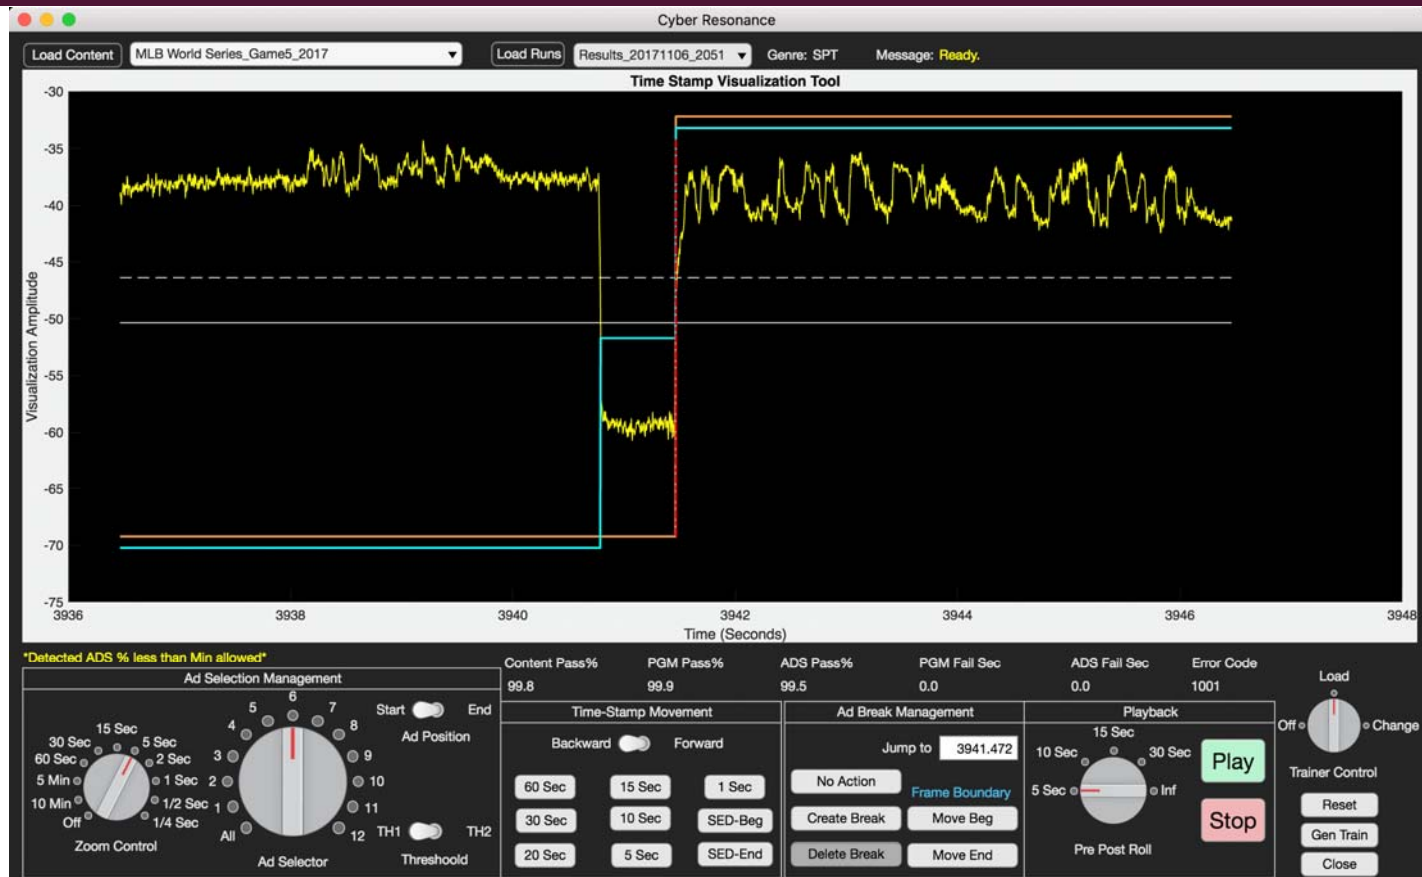 Cyber Resonance
Load Content MLB World Series_Game5_2017 Load Runs Results_20171106_2051 Genre: SPT Message: Ready.
Time Stamp Visualization Tool
-30
-35
-40
-45
-50
-55
-60
-65
-70
-75
Visualization Amplitude
3936 3938 3940 3942 3944 3946 3948
Time (Seconds)
*Detected ADS % less than Min allowed*
Content Pass% PGM Pass% ADS Pass% PGM Fail Sec ADS Fail Sec Error Code
99.8 99.9 99.5 0.0 0.0 1001
Ad Selection Management
15 Sec
30 Sec 5 Sec
60 Sec 2 Sec
5 Min 1 Sec
10 Min 1/2 Sec
Off 1/4 Sec
Zoom Control
6
5 7
4 8
3 9
2 10
1 11
All 12
Ad Selector
Start End
Ad Position
TH1 TH2
Threshoold
Time-Stamp Movement
Backward Forward
60 Sec 15 Sec 1 Sec
30 Sec 10 Sec SED-Beg
20 Sec 5 Sec SED-End
Ad Break Management
Jump to 3941.472
No Action Frame Boundary
Create Break Move Beg
Delete Break Move End
Playback
15 Sec
10 Sec 30 Sec
5 Sec Inf
Pre Post Roll
Play
Stop
Load
Off Change
Trainer Control
Reset
Gen Train
Close